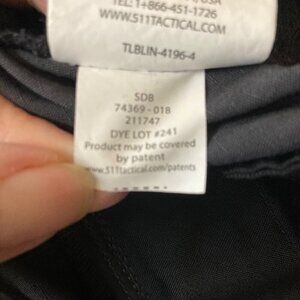 TEL: 1+866-451-1726
WWW.511TACTICAL.COM
TLBLIN-4196-4
SDB
74369 - 018
211747
DYE LOT #241
Product may be covered
by patent
www.511tactical.com/patents